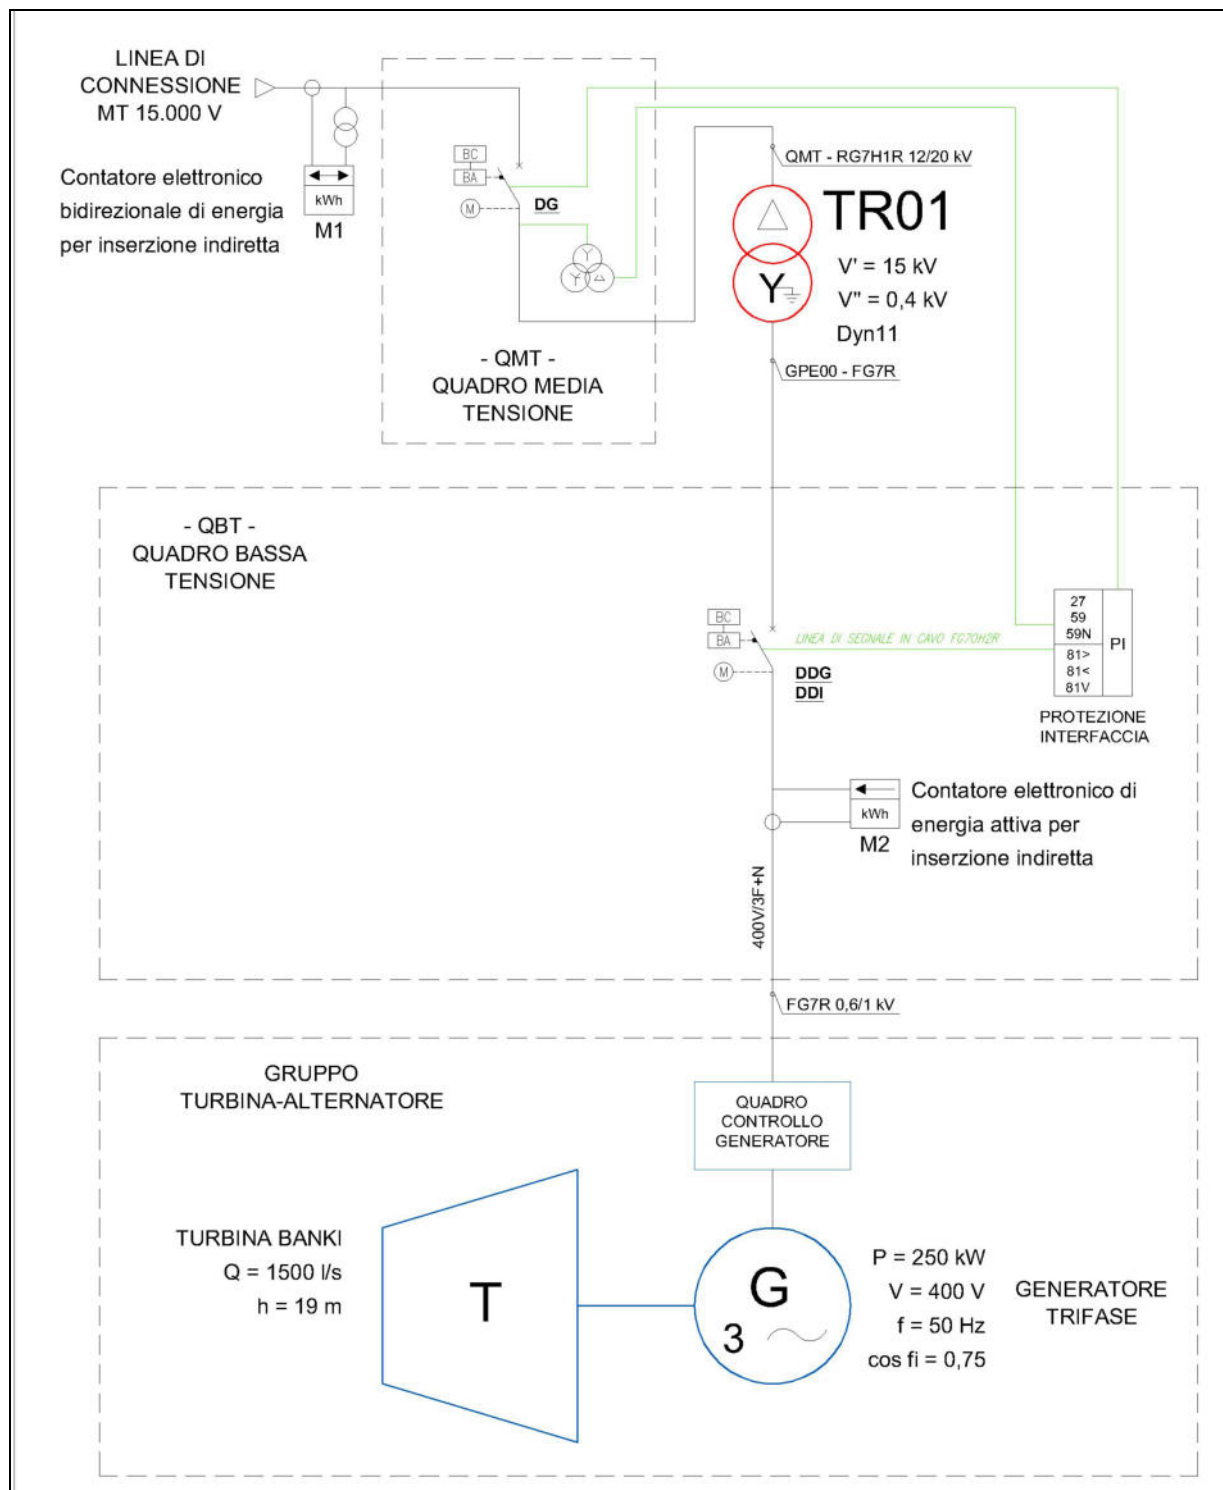 LINEA DI
CONNESSIONE
MT 15.000 V
Contatore elettronico
bidirezionale di energia
per inserzione indiretta
kWh
M1
BC
BA
M
DG
Y
Y
- QMT -
QUADRO MEDIA
TENSIONE
QMT - RG7H1R 12/20 kV
TR01
Y
V' = 15 kV
V" = 0,4 kV
Dyn11
GPE00 - FG7R
- QBT -
QUADRO BASSA
TENSIONE
BC
BA
M
LINEA DI SEGNALE IN CAVO FG7OH2R
DDG
DDI
27
59
59N
81>
81<
81V
PI
PROTEZIONE
INTERFACCIA
kWh
M2
Contatore elettronico di
energia attiva per
inserzione indiretta
400V/3F+N
FG7R 0,6/1 kV
GRUPPO
TURBINA-ALTERNATORE
QUADRO
CONTROLLO
GENERATORE
TURBINA BANKI
Q = 1500 l/s
h = 19 m
T
G
3
P = 250 kW
V = 400 V
f = 50 Hz
cos fi = 0,75
GENERATORE
TRIFASE